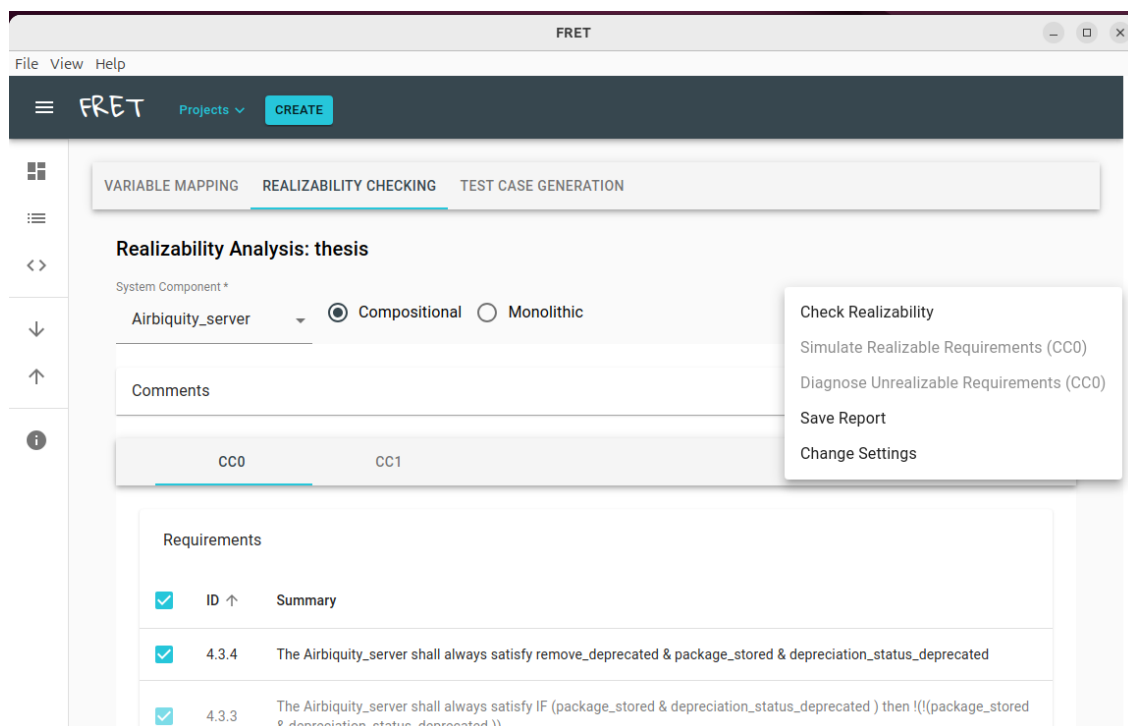 FRET
File View Help
FRET Projects CREATE
VARIABLE MAPPING REALIZABILITY CHECKING TEST CASE GENERATION
Realizability Analysis: thesis
System Component *
Airbiquity_server Compositional Monolithic
Check Realizability
Simulate Realizable Requirements (CC0)
Diagnose Unrealizable Requirements (CC0)
Save Report
Change Settings
Comments
CC0 CC1
Requirements
ID Summary
4.3.4 The Airbiquity_server shall always satisfy remove_deprecated & package_stored & depreciation_status_deprecated
4.3.3 The Airbiquity_server shall always satisfy IF (package_stored & depreciation_status_deprecated ) then !(!(package_stored
& depreciation_status_deprecated ))